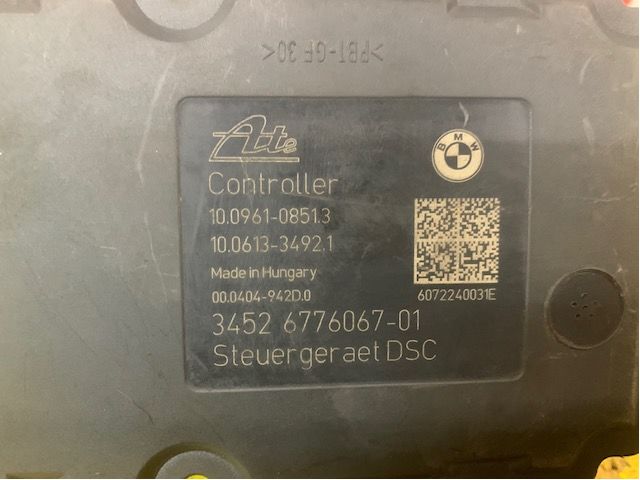 >PBT-GF 30<
Ate
BMW
Controller
10.0961-0851.3
10.0613-3492.1
Made in Hungary
00.0404-942D.0
6072240031E
3452 6776067-01
Steuergeraet DSC